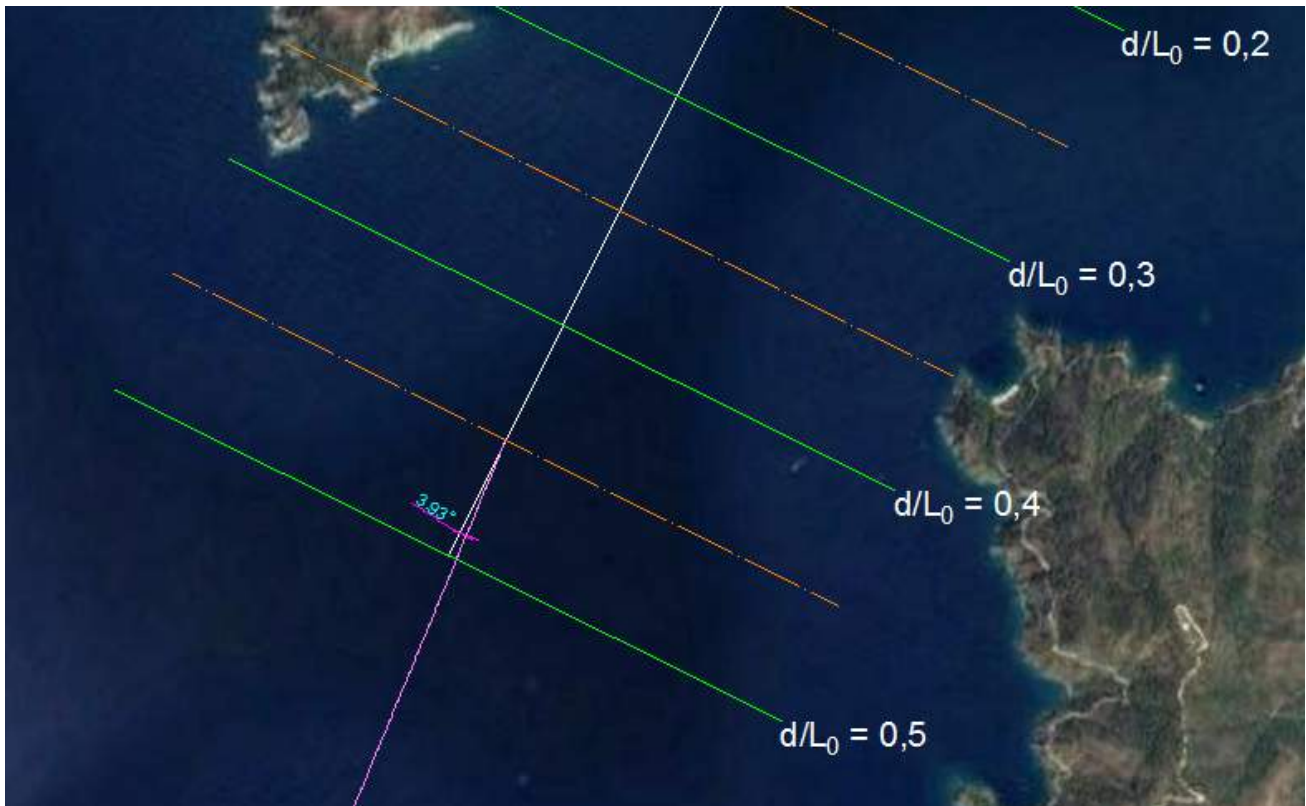 d/L₀ = 0,2
d/L₀ = 0,3
d/L₀ = 0,4
3.93°
d/L₀ = 0,5